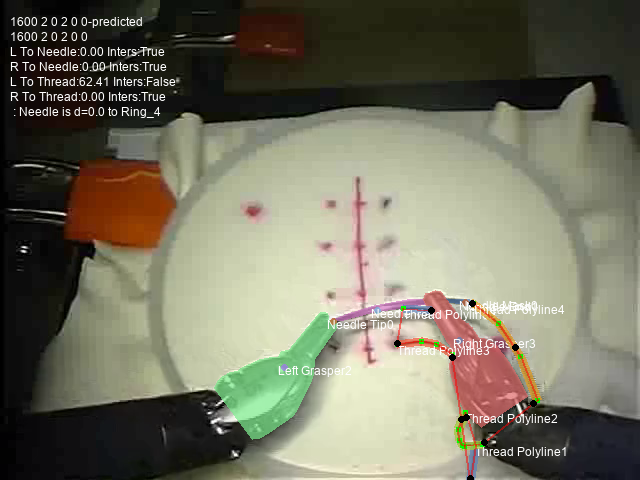 1600 2 0 2 0 0-predicted
1600 2 0 2 0 0
L To Needle:0.00 Inters:True
R To Needle:0.00 Inters:True
L To Thread:62.41 Inters:False
R To Thread:0.00 Inters:True
: Needle is d=0.0 to Ring_4
Thread Polyline4
Needle Tip0
Thread Polyline3
Right Grasper3
Left Grasper2
Thread Polyline2
Thread Polyline1